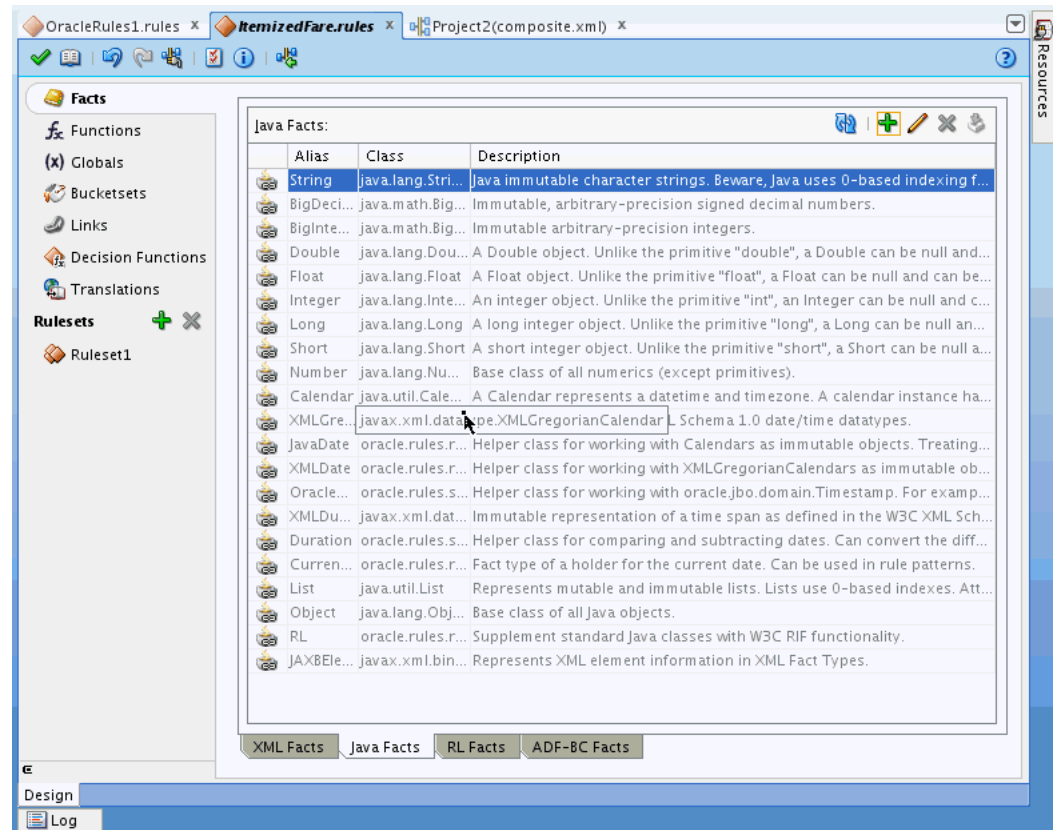 OracleRules1.rules x ItemizedFare.rules x Project2(composite.xml) x
Resources
Facts
Functions
(x) Globals
Bucketsets
Links
Decision Functions
Translations
Rulesets
Ruleset1
Java Facts:
Alias Class Description
String java.lang.Stri... Java immutable character strings. Beware, Java uses 0-based indexing f...
BigDeci... java.math.Big... Immutable, arbitrary-precision signed decimal numbers.
BigInte... java.math.Big... Immutable arbitrary-precision integers.
Double java.lang.Dou... A Double object. Unlike the primitive "double", a Double can be null and...
Float java.lang.Float A Float object. Unlike the primitive "float", a Float can be null and can be...
Integer java.lang.Inte... An integer object. Unlike the primitive "int", an Integer can be null and c...
Long java.lang.Long A long integer object. Unlike the primitive "long", a Long can be null an...
Short java.lang.Short A short integer object. Unlike the primitive "short", a Short can be null a...
Number java.lang.Nu... Base class of all numerics (except primitives).
Calendar java.util.Cale... A Calendar represents a datetime and timezone. A calendar instance ha...
XMLGre... javax.xml.datatype.XMLGregorianCalendar L Schema 1.0 date/time datatypes.
JavaDate oracle.rules.r... Helper class for working with Calendars as immutable objects. Treating...
XMLDate oracle.rules.r... Helper class for working with XMLGregorianCalendars as immutable ob...
Oracle... oracle.rules.s... Helper class for working with oracle.jbo.domain.Timestamp. For examp...
XMLDu... javax.xml.dat... Immutable representation of a time span as defined in the W3C XML Sch...
Duration oracle.rules.s... Helper class for comparing and subtracting dates. Can convert the diff...
Curren... oracle.rules.r... Fact type of a holder for the current date. Can be used in rule patterns.
List java.util.List Represents mutable and immutable lists. Lists use 0-based indexes. Att...
Object java.lang.Obj... Base class of all Java objects.
RL oracle.rules.r... Supplement standard Java classes with W3C RIF functionality.
JAXBEle... javax.xml.bin... Represents XML element information in XML Fact Types.
XML Facts Java Facts RL Facts ADF-BC Facts
Design
Log